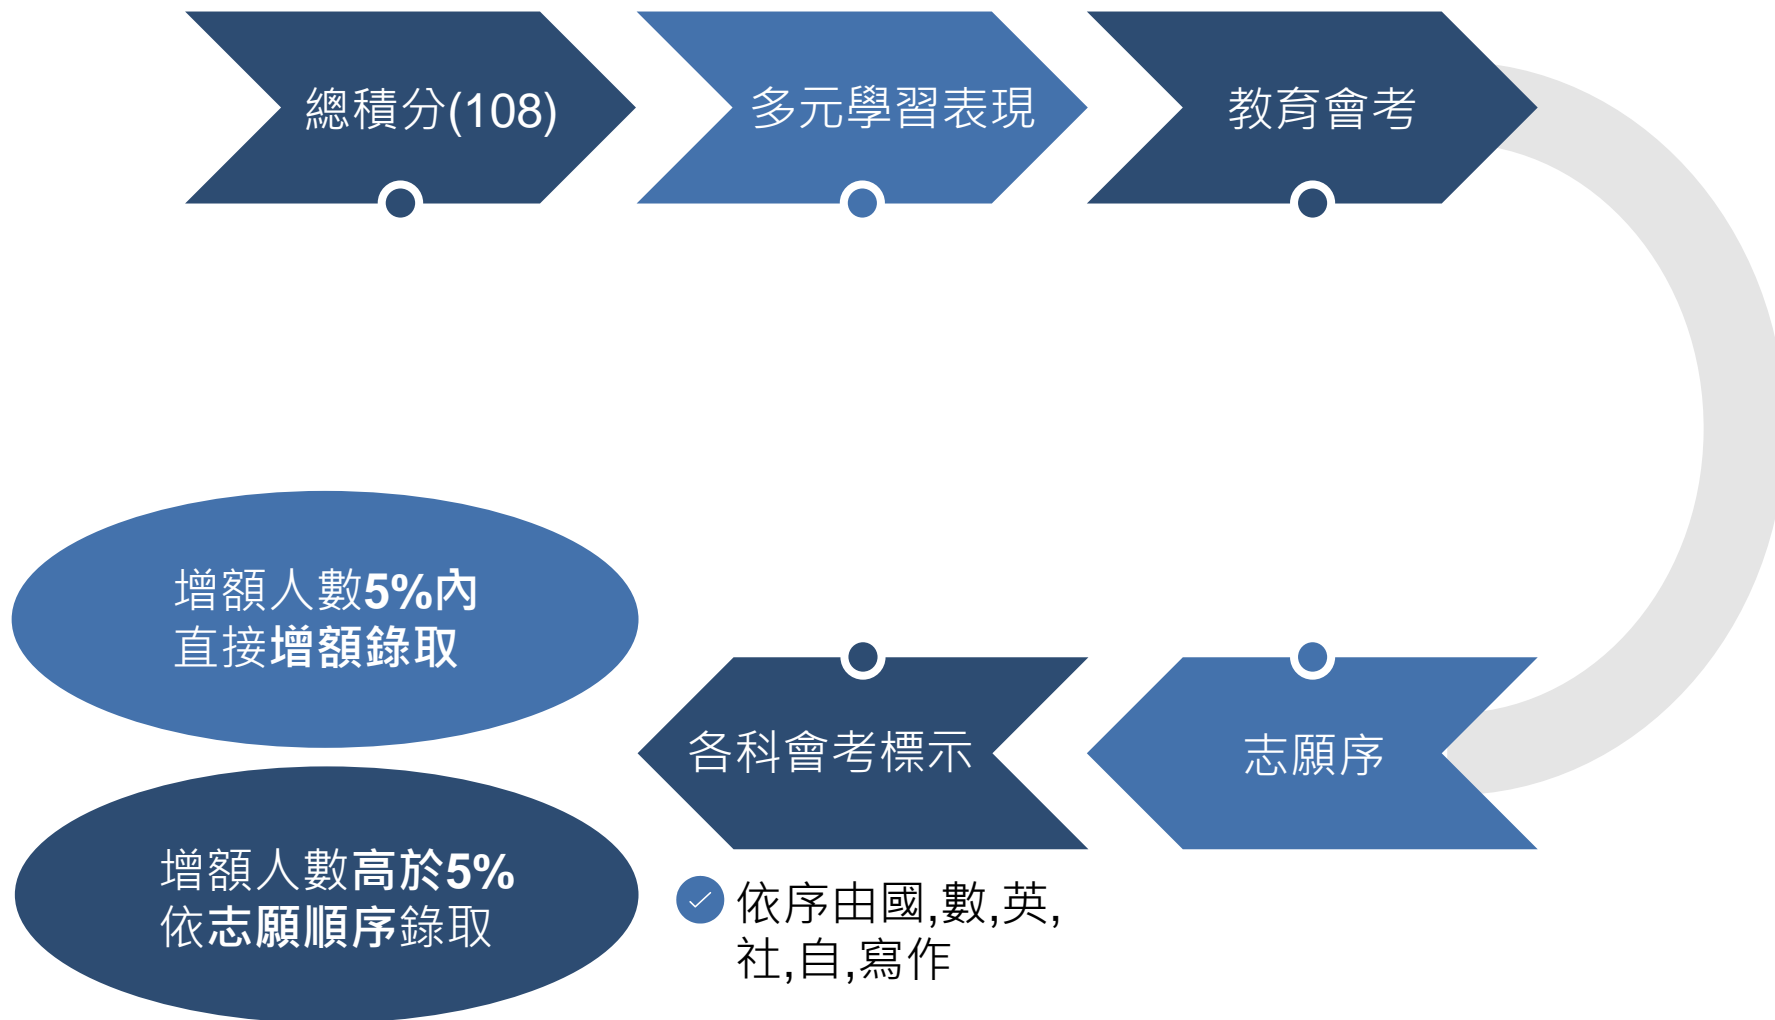 總積分(108)
多元學習表現
教育會考
志願序
各科會考標示
依序由國,數,英,
社,自,寫作
增額人數5%內
直接增額錄取
增額人數高於5%
依志願順序錄取